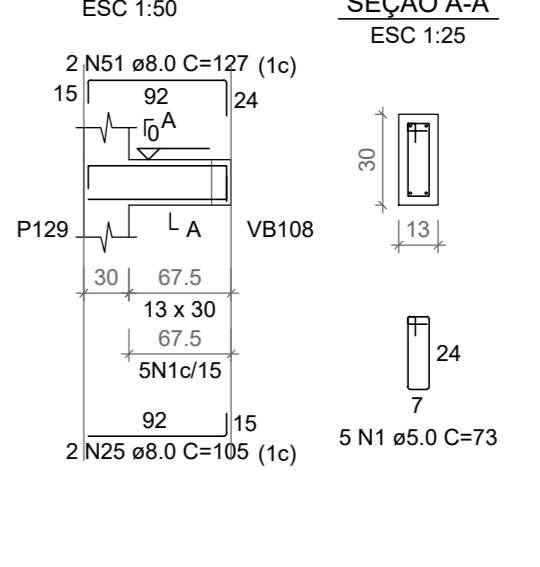 ESC 1:50
SEÇÃO A-A
ESC 1:25
2 N51 ø8.0 C=127 (1c)
15
92
24
A
0
30
P129
A
VB108
13
30
67.5
13 x 30
67.5
5N1c/15
24
7
92
15
5 N1 ø5.0 C=73
2 N25 ø8.0 C=105 (1c)